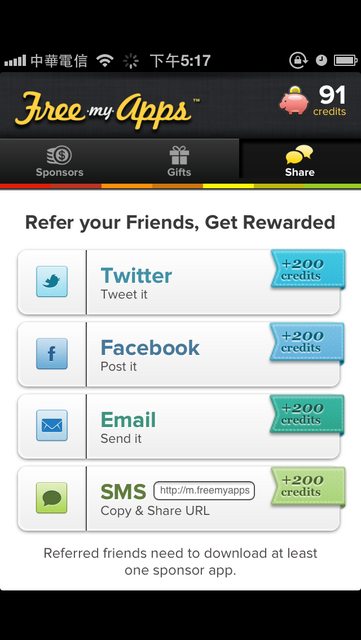 中華電信 下午5:17
Free my Apps™
91
credits
Sponsors Gifts Share
Refer your Friends, Get Rewarded
Twitter
Tweet it
+200
credits
Facebook
Post it
+200
credits
Email
Send it
+200
credits
SMS http://m.freemyapps
Copy & Share URL
+200
credits
Referred friends need to download at least
one sponsor app.